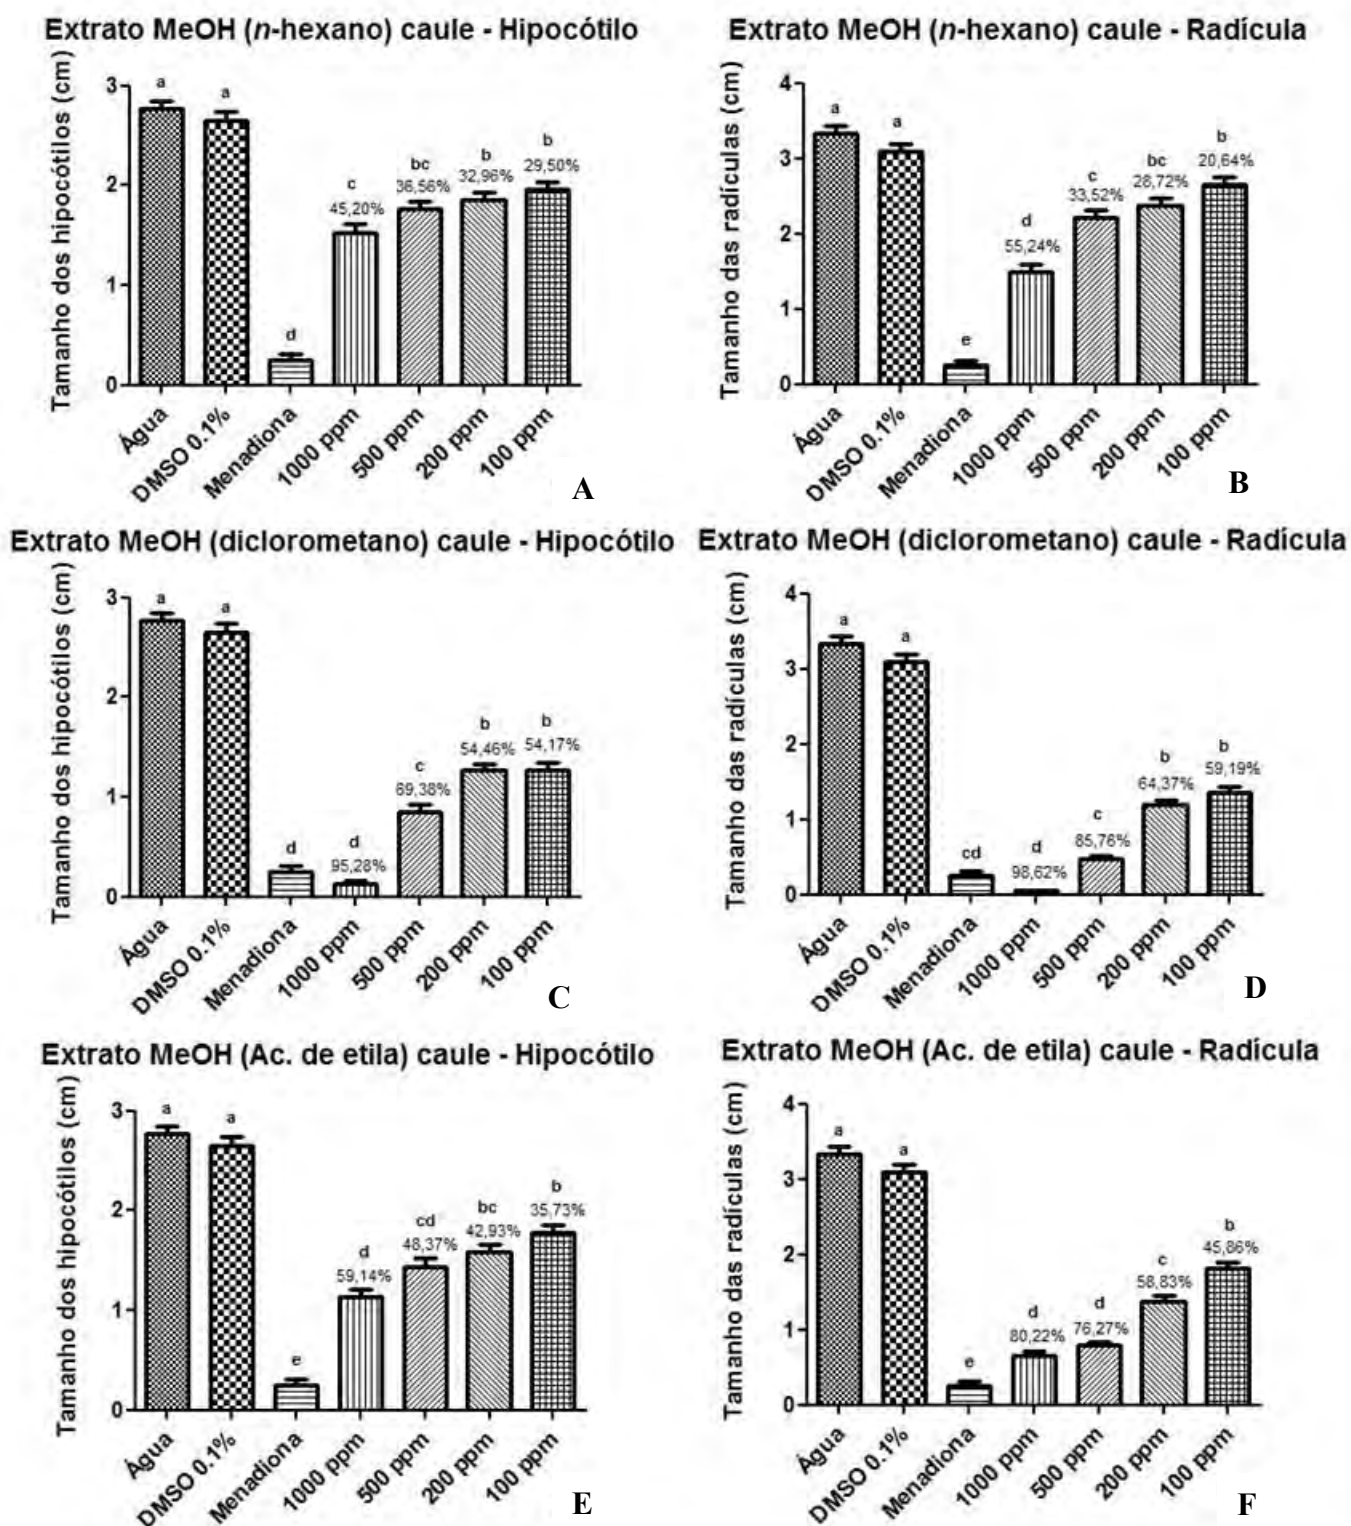 Extrato MeOH (n-hexano) caule - Hipocótilo
Tamanho dos hipocótilos (cm)
3
2
1
0
a
a
d
c
45,20%
bc
36,56%
b
32,96%
b
29,50%
Água
DMSO 0.1%
Menadiona
1000 ppm
500 ppm
200 ppm
100 ppm
A
Extrato MeOH (n-hexano) caule - Radícula
Tamanho das radículas (cm)
4
3
2
1
0
a
a
e
d
55,24%
c
33,52%
bc
28,72%
b
20,64%
Água
DMSO 0.1%
Menadiona
1000 ppm
500 ppm
200 ppm
100 ppm
B
Extrato MeOH (diclorometano) caule - Hipocótilo
Tamanho dos hipocótilos (cm)
3
2
1
0
a
a
d
d
95,28%
c
69,38%
b
54,46%
b
54,17%
Água
DMSO 0.1%
Menadiona
1000 ppm
500 ppm
200 ppm
100 ppm
C
Extrato MeOH (diclorometano) caule - Radícula
Tamanho das radículas (cm)
4
3
2
1
0
a
a
cd
d
98,62%
c
85,76%
b
64,37%
b
59,19%
Água
DMSO 0.1%
Menadiona
1000 ppm
500 ppm
200 ppm
100 ppm
D
Extrato MeOH (Ac. de etila) caule - Hipocótilo
Tamanho dos hipocótilos (cm)
3
2
1
0
a
a
e
d
59,14%
cd
48,37%
bc
42,93%
b
35,73%
Água
DMSO 0.1%
Menadiona
1000 ppm
500 ppm
200 ppm
100 ppm
E
Extrato MeOH (Ac. de etila) caule - Radícula
Tamanho das radículas (cm)
4
3
2
1
0
a
a
e
d
80,22%
d
76,27%
c
58,83%
b
45,86%
Água
DMSO 0.1%
Menadiona
1000 ppm
500 ppm
200 ppm
100 ppm
F